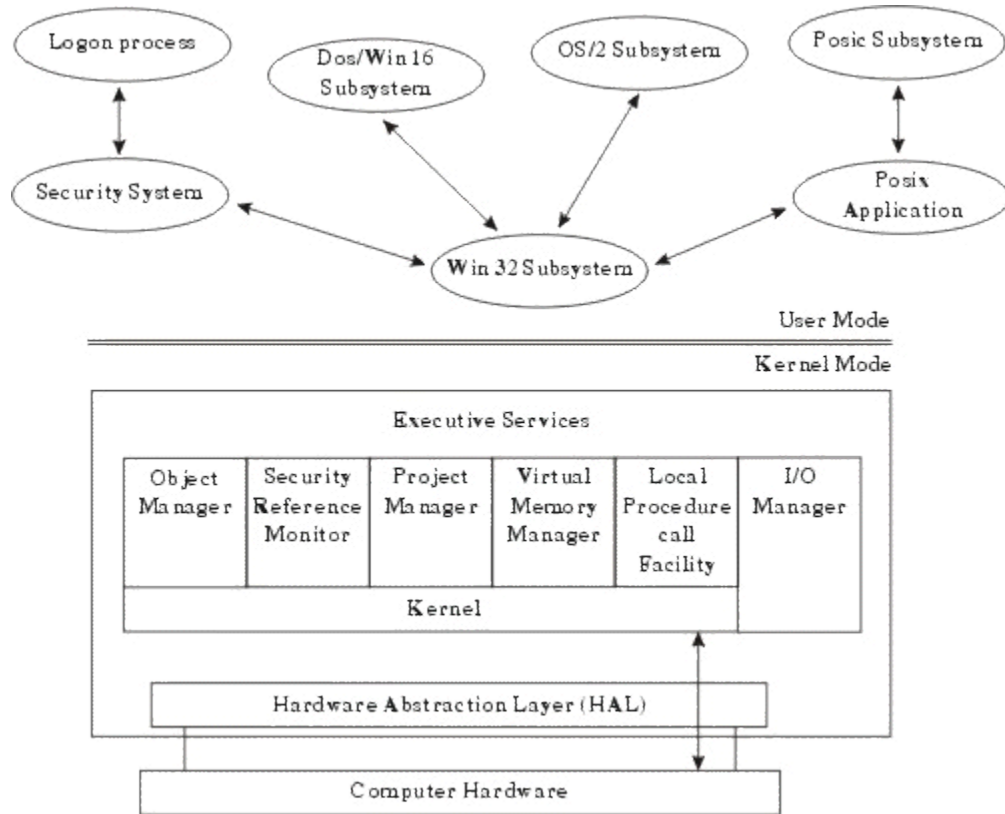 Logon process
Dos/Win 16
Subsystem
OS/2 Subsystem
Posic Subsystem
Security System
Win 32 Subsystem
Posix
Application
User Mode
Kernel Mode
Executive Services
Object
Manager
Security
Reference
Monitor
Project
Manager
Virtual
Memory
Manager
Local
Procedure
call
Facility
I/O
Manager
Kernel
Hardware Abstraction Layer (HAL)
Computer Hardware